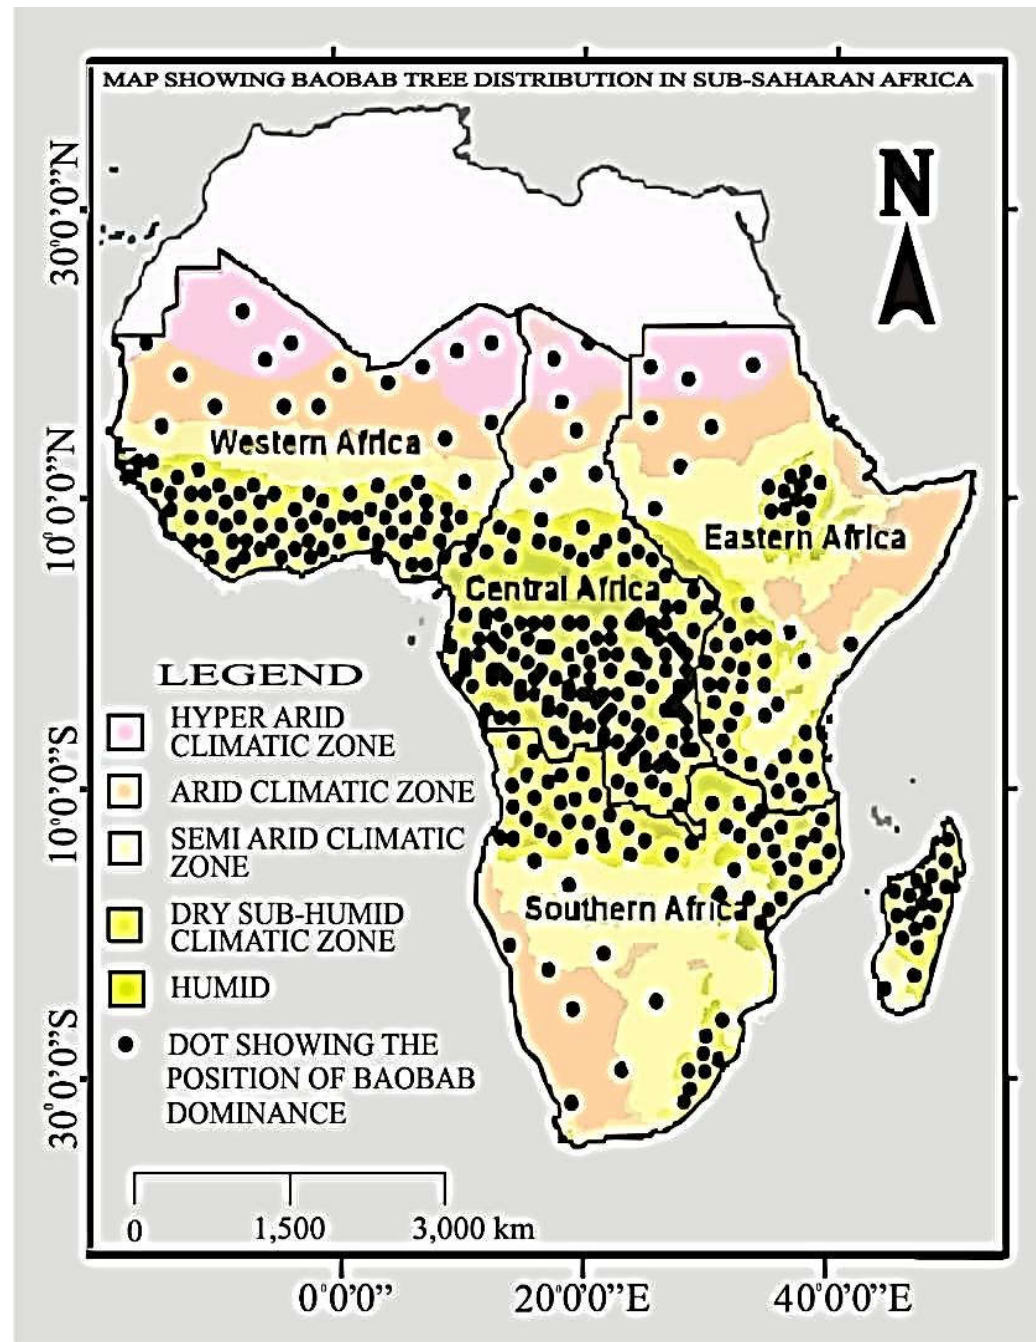 MAP SHOWING BAOBAB TREE DISTRIBUTION IN SUB-SAHARAN AFRICA
N
30°0'0”N
10°0'0”N
10°0'0”S
30°0'0”S
Western Africa
Eastern Africa
Central Africa
Southern Africa
LEGEND
HYPER ARID
CLIMATIC ZONE
ARID CLIMATIC ZONE
SEMI ARID CLIMATIC
ZONE
DRY SUB-HUMID
CLIMATIC ZONE
HUMID
DOT SHOWING THE
POSITION OF BAOBAB
DOMINANCE
0 1,500 3,000 km
0°0'0” 20°0'0”E 40°0'0”E